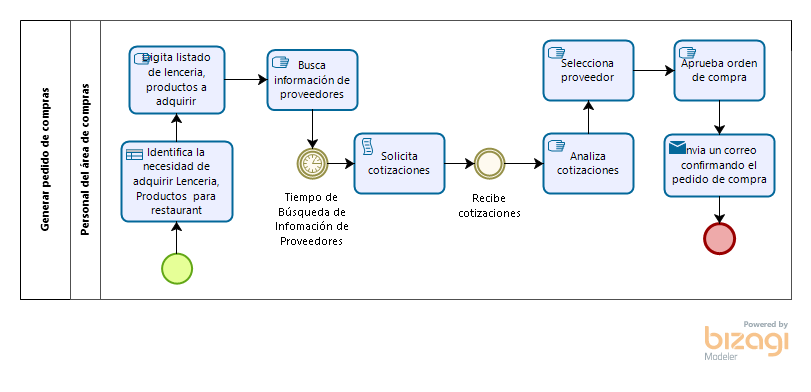 Generar pedido de compras
Personal del área de compras
Digita listado
de lenceria,
productos a
adquirir
Identifica la
necesidad de
adquirir Lenceria,
Productos para
restaurant
Busca
información de
proveedores
Tiempo de
Búsqueda de
Infomación de
Proveedores
Solicita
cotizaciones
Recibe
cotizaciones
Analiza
cotizaciones
Selecciona
proveedor
Aprueba orden
de compra
Envia un correo
confirmando el
pedido de compra
Powered by
bizagi
Modeler